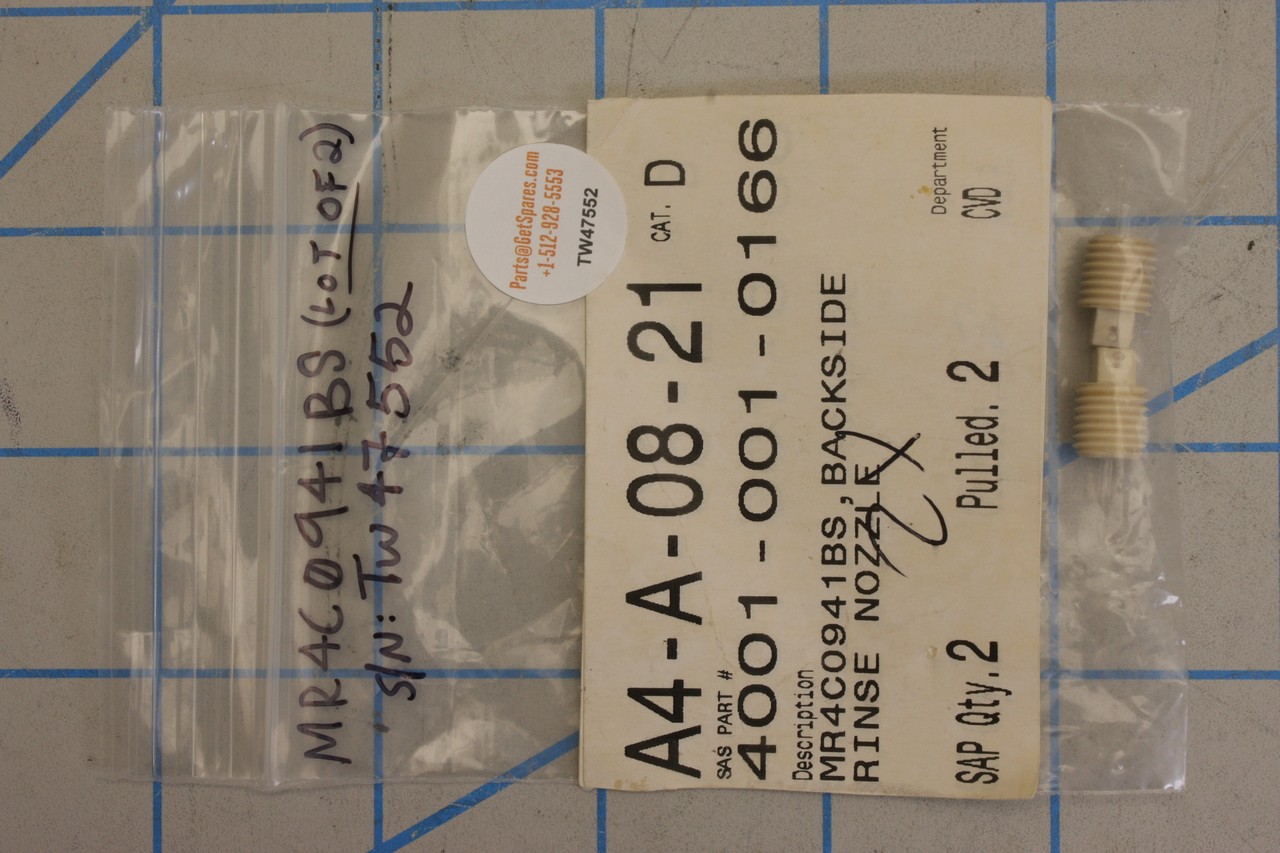 MR4C0941BS (LOT OF 2)
S/N: TW47552
Parts@GetSpares.com
+1-512-928-5553
TW47552
A4-A-08-21 CAT. D
SAS PART #
4001-001-0166
Description
MR4C0941BS, BACKSIDE
RINSE NOZZLE
Department
CVD
SAP Qty. 2 Pulled. 2